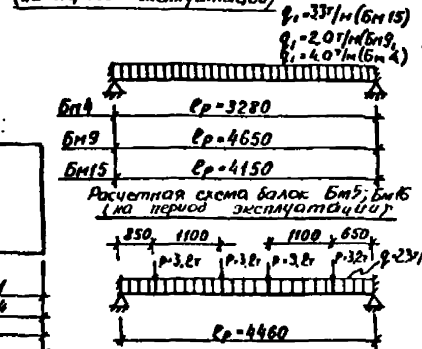 q₁=33т/м(Бм15)
q₁=2.0т/м(Бм9,
q₁=4.0т/м(Бм4)
Бм4 ℓр=3280
Бм9 ℓр=4650
Бм15 ℓр=4150
Расчетная схема балок Бм5; Бм16
(на период эксплуатации)
850 1100 1100 650
P=3,2т P=3,2т P=3,2т P=3,2т
ℓр=4460